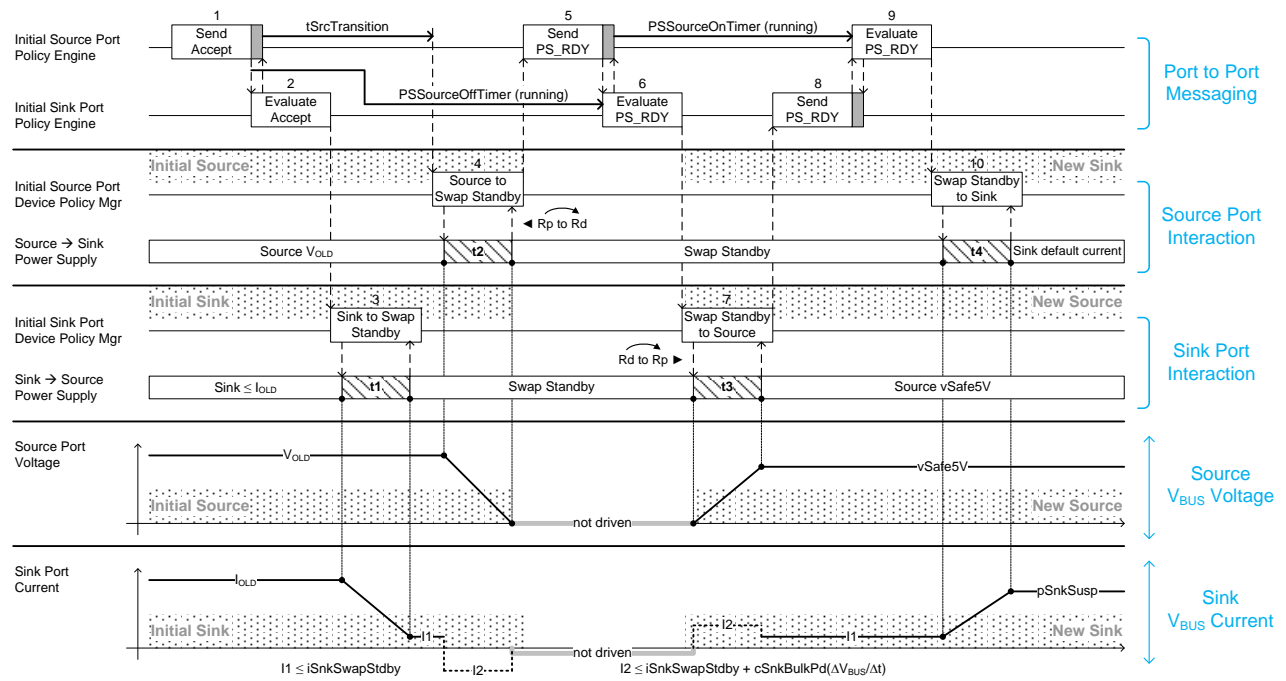 1
5
9
Send
Accept
tSrcTransition
Send
PS_RDY
PSSourceOnTimer (running)
Evaluate
PS_RDY
Initial Source Port
Policy Engine
2
6
8
Evaluate
Accept
PSSourceOffTimer (running)
Evaluate
PS_RDY
Send
PS_RDY
Initial Sink Port
Policy Engine
Port to Port
Messaging
Initial Source
New Sink
4
10
Initial Source Port
Device Policy Mgr
Source to
Swap Standby
Swap Standby
to Sink
◄ Rp to Rd
Source → Sink
Power Supply
Source VOLD
t2
Swap Standby
t4
Sink default current
Source Port
Interaction
Initial Sink
New Source
3
7
Initial Sink Port
Device Policy Mgr
Sink to Swap
Standby
Swap Standby
to Source
Rd to Rp ►
Sink → Source
Power Supply
Sink ≤ IOLD
t1
Swap Standby
t3
Source vSafe5V
Sink Port
Interaction
Source Port
Voltage
VOLD
vSafe5V
Initial Source
not driven
New Source
Source
VBUS Voltage
Sink Port
Current
IOLD
pSnkSusp
Initial Sink
I1
I2
not driven
I2
I1
New Sink
I1 ≤ iSnkSwapStdby
I2 ≤ iSnkSwapStdby + cSnkBulkPd(ΔVBUS/Δt)
Sink
VBUS Current